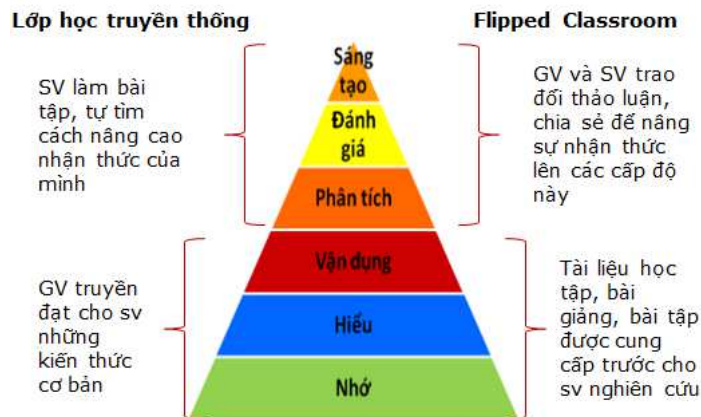 Lớp học truyền thống
Flipped Classroom
SV làm bài
tập, tự tìm
cách nâng cao
nhận thức của
mình
Sáng
tạo
Đánh
giá
Phân tích
GV và SV trao
đổi thảo luận,
chia sẻ để nâng
sự nhận thức
lên các cấp độ
này
GV truyền
đạt cho sv
những
kiến thức
cơ bản
Vận dụng
Hiểu
Nhớ
Tài liệu học
tập, bài
giảng, bài tập
được cung
cấp trước cho
sv nghiên cứu